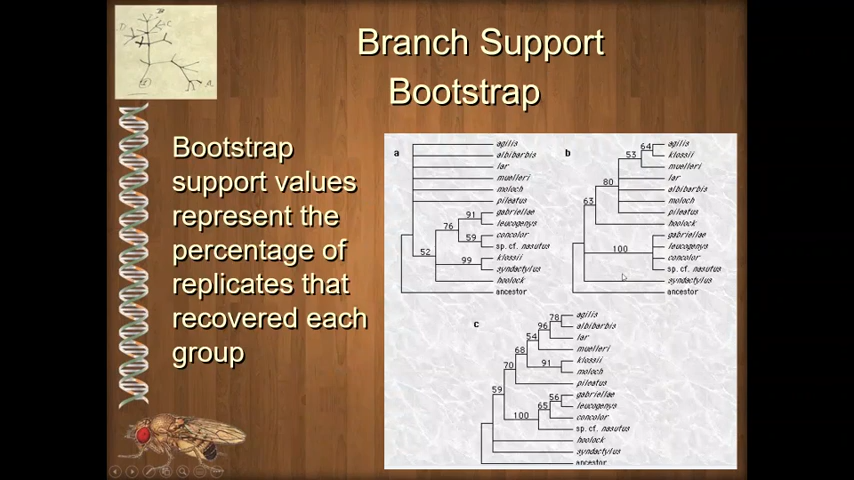 Branch Support
Bootstrap
Bootstrap
support values
represent the
percentage of
replicates that
recovered each
group
a
agilis
albibarbis
lar
muelleri
moloch
pileatus
91
gabriellae
76
leucogenys
59
concolor
sp. cf. nasutus
52
klossii
99
syndactylus
hoolock
ancestor
b
64
agilis
53
klossii
muelleri
lar
80
albibarbis
moloch
63
pileatus
hoolock
gabriellae
100
leucogenys
concolor
sp. cf. nasutus
syndactylus
ancestor
c
78
agilis
96
albibarbis
54
lar
68
muelleri
70
91
klossii
moloch
pileatus
59
56
gabriellae
65
leucogenys
100
concolor
sp. cf. nasutus
hoolock
syndactylus
ancestor